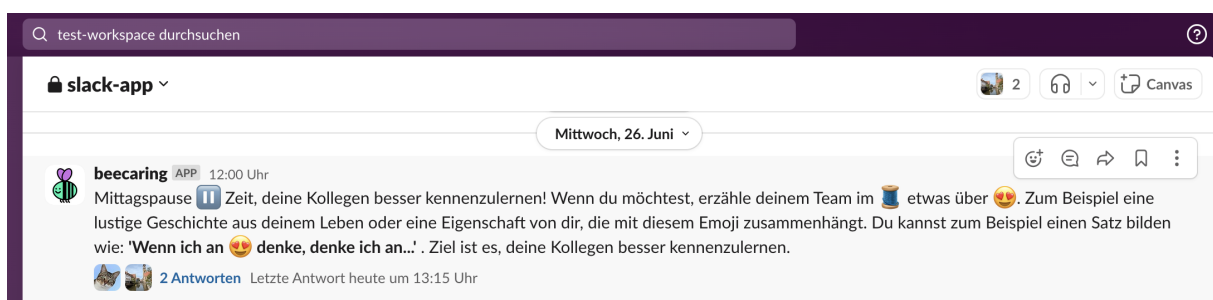 test-workspace durchsuchen
slack-app
2
Canvas
Mittwoch, 26. Juni
beecaring APP 12:00 Uhr
Mittagspause ⏸️ Zeit, deine Kollegen besser kennenzulernen! Wenn du möchtest, erzähle deinem Team im 🧵 etwas über 😍. Zum Beispiel eine
lustige Geschichte aus deinem Leben oder eine Eigenschaft von dir, die mit diesem Emoji zusammenhängt. Du kannst zum Beispiel einen Satz bilden
wie: 'Wenn ich an 😍 denke, denke ich an...' . Ziel ist es, deine Kollegen besser kennenzulernen.
2 Antworten Letzte Antwort heute um 13:15 Uhr